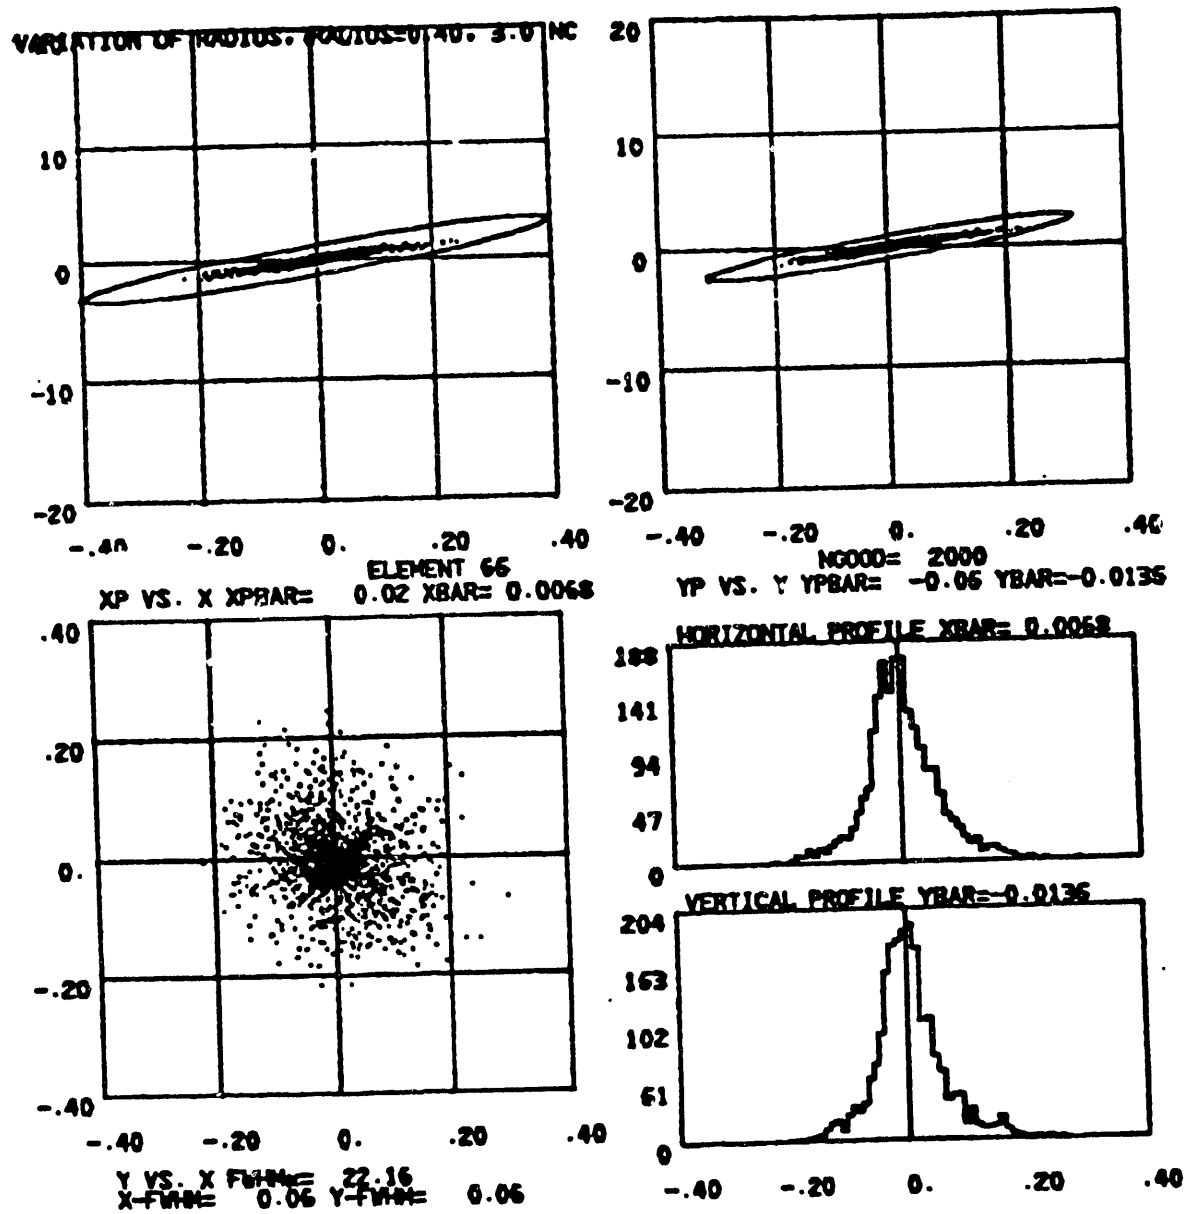 VARIATION OF RADIUS. RADIUS=0.40. 3.0 NC
10
0
-10
-20
-.40 -.20 0. .20 .40
ELEMENT 66
XP VS. X XPBAR= 0.02 XBAR= 0.0068
20
10
0
-10
-20
-.40 -.20 0. .20 .40
NGOOD= 2000
YP VS. Y YPBAR= -0.06 YBAR=-0.0136
.40
.20
0.
-.20
-.40
-.40 -.20 0. .20 .40
Y VS. X 22.16
X-FWHM= 0.06 Y-FWHM= 0.06
HORIZONTAL PROFILE XBAR= 0.0068
188
141
94
47
0
VERTICAL PROFILE YBAR=-0.0136
204
153
102
51
0
-.40 -.20 0. .20 .40